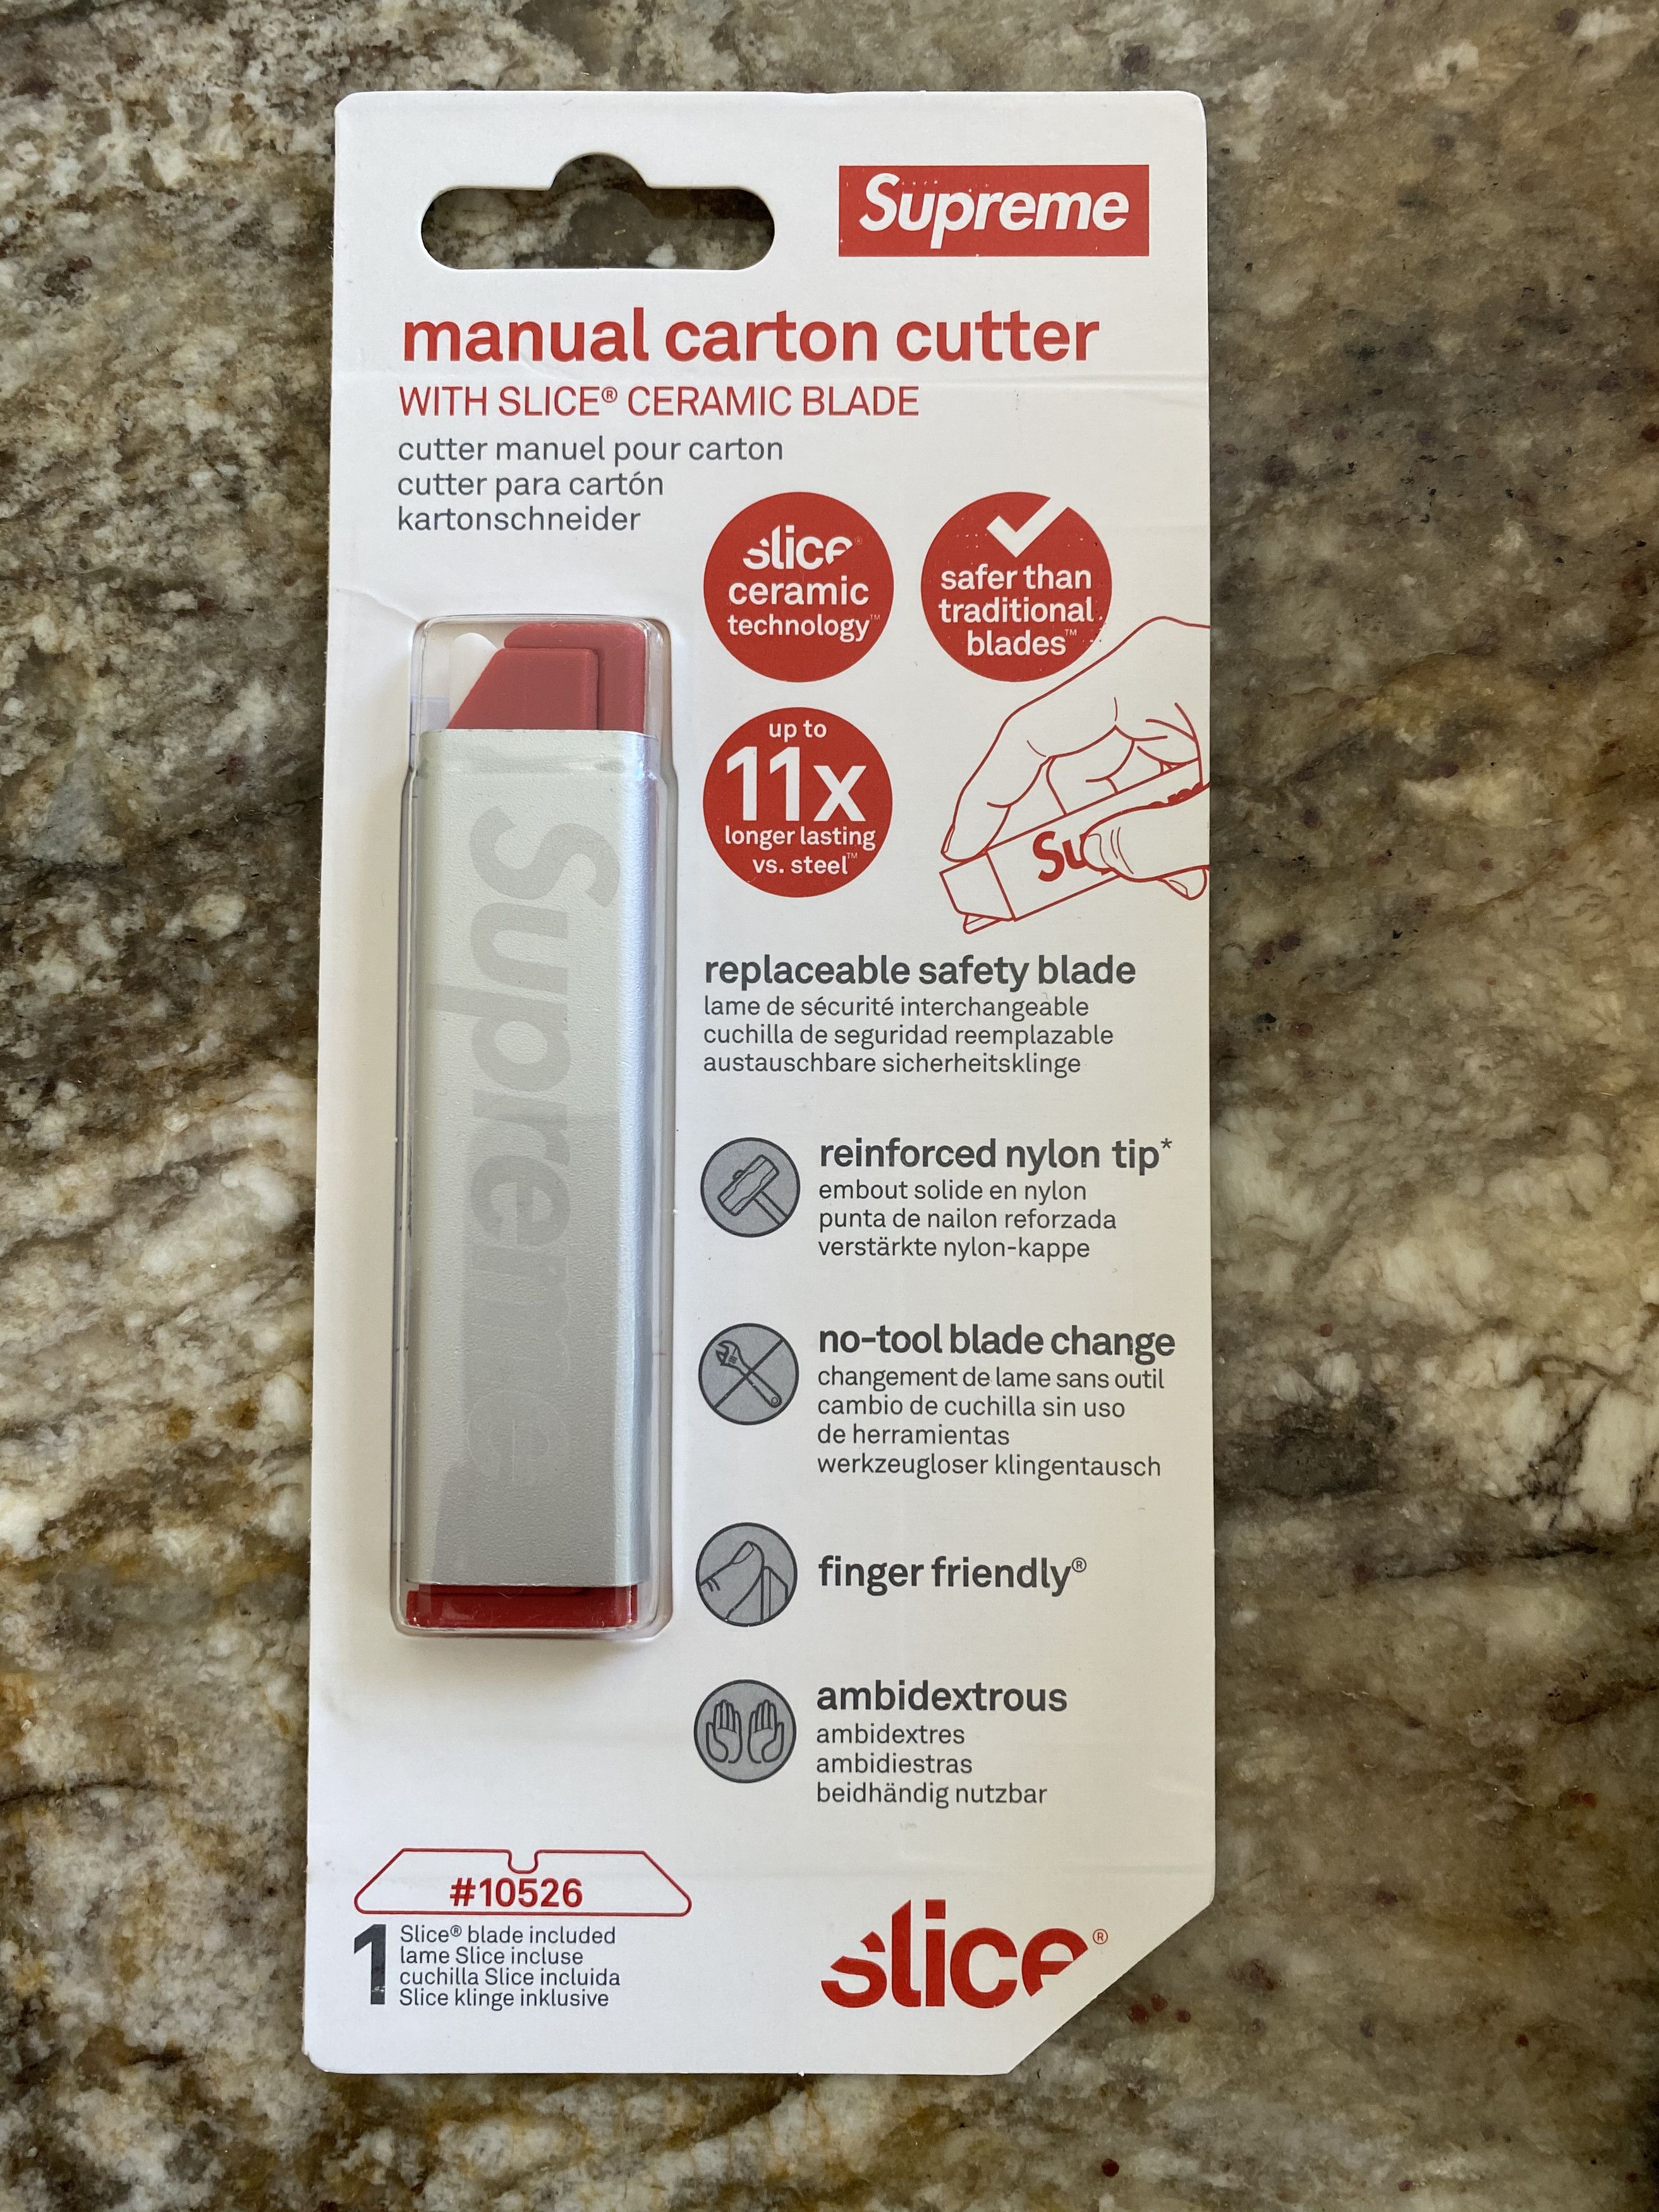 Supreme
manual carton cutter
WITH SLICE® CERAMIC BLADE
cutter manuel pour carton
cutter para cartón
kartonschneider
slice®
ceramic
technology™
safer than
traditional
blades™
up to
11x
longer lasting
vs. steel™
Su
Supreme
replaceable safety blade
lame de sécurité interchangeable
cuchilla de seguridad reemplazable
austauschbare sicherheitsklinge
reinforced nylon tip*
embout solide en nylon
punta de nailon reforzada
verstärkte nylon-kappe
no-tool blade change
changement de lame sans outil
cambio de cuchilla sin uso
de herramientas
werkzeugloser klingentausch
finger friendly®
ambidextrous
ambidextres
ambidiestras
beidhändig nutzbar
#10526
1
Slice® blade included
lame Slice incluse
cuchilla Slice incluida
Slice klinge inklusive
slice®